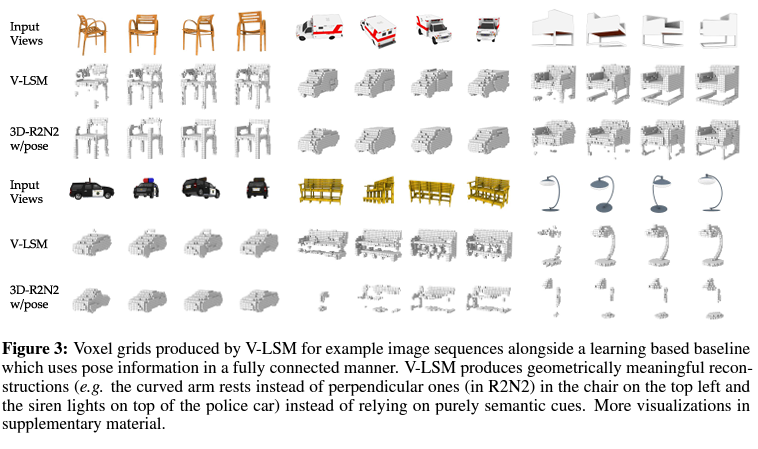 Input
Views
V-LSM
3D-R2N2
w/pose
Input
Views
V-LSM
3D-R2N2
w/pose
Figure 3: Voxel grids produced by V-LSM for example image sequences alongside a learning based baseline
which uses pose information in a fully connected manner. V-LSM produces geometrically meaningful recon-
structions (e.g. the curved arm rests instead of perpendicular ones (in R2N2) in the chair on the top left and
the siren lights on top of the police car) instead of relying on purely semantic cues. More visualizations in
supplementary material.